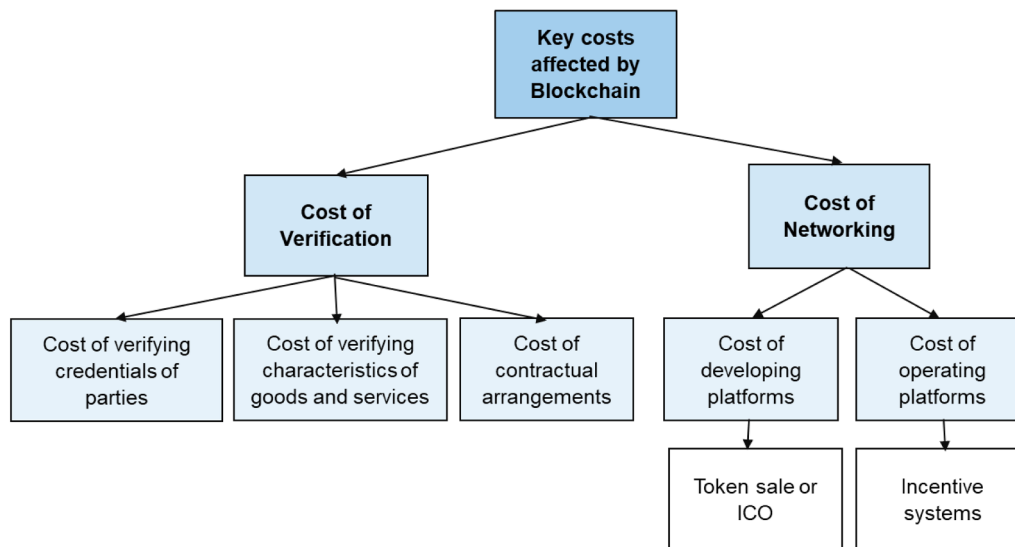 Key costs
affected by
Blockchain
Cost of
Verification
Cost of
Networking
Cost of verifying
credentials of
parties
Cost of verifying
characteristics of
goods and services
Cost of
contractual
arrangements
Cost of
developing
platforms
Cost of
operating
platforms
Token sale or
ICO
Incentive
systems